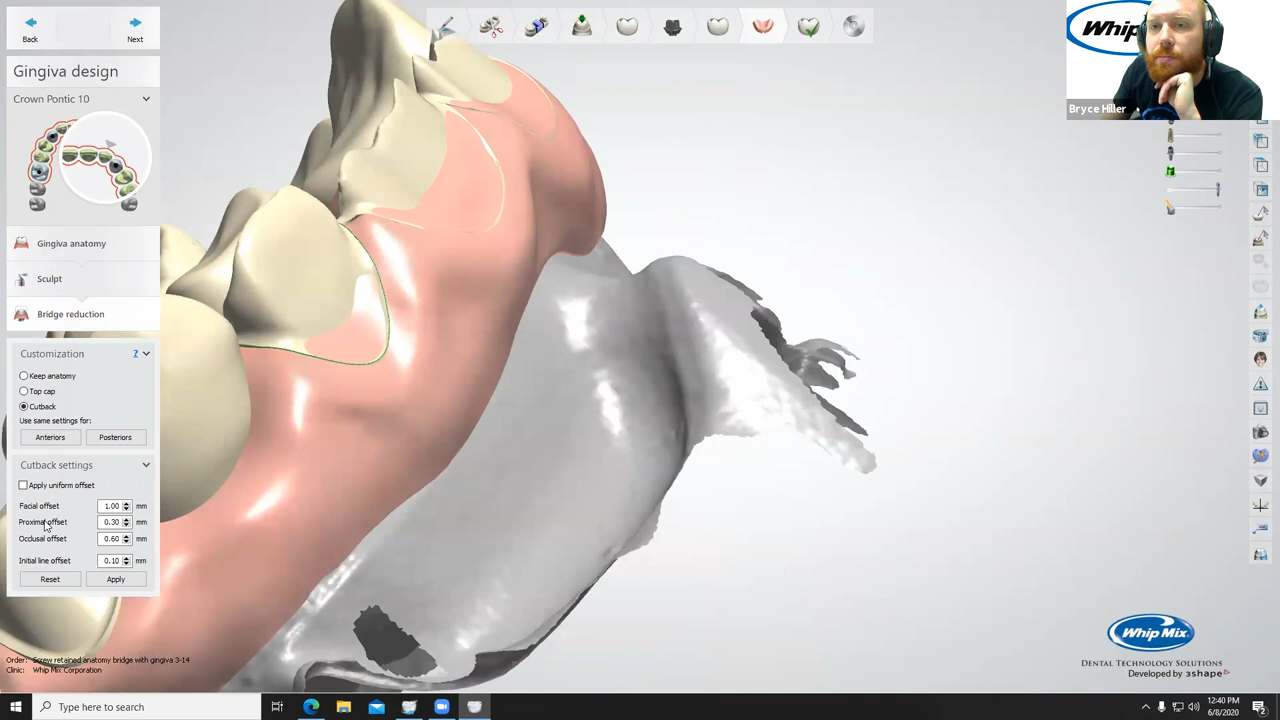 Back
Next
Gingiva design
Crown Pontic 10
Gingiva anatomy
Sculpt
Bridge reduction
Customization ?
Keep anatomy
Top cap
Cutback
Use same settings for:
Anteriors Posteriors
Cutback settings
Apply uniform offset
Facial offset 1.00 mm
Proximal offset 0.30 mm
Occlusal offset 0.60 mm
Initial line offset 0.10 mm
Reset Apply
Order: Screw retained anatomy bridge with gingiva 3-14
Clinic: Whip Mix Corporation
Whip
Bryce Hiller
Whip Mix
DENTAL TECHNOLOGY SOLUTIONS
Developed by 3shape
Type here to search
12:40 PM
6/8/2020
2